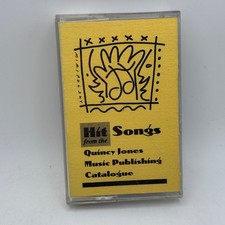 Hit Songs
from the
Quincy Jones
Music Publishing
Catalogue